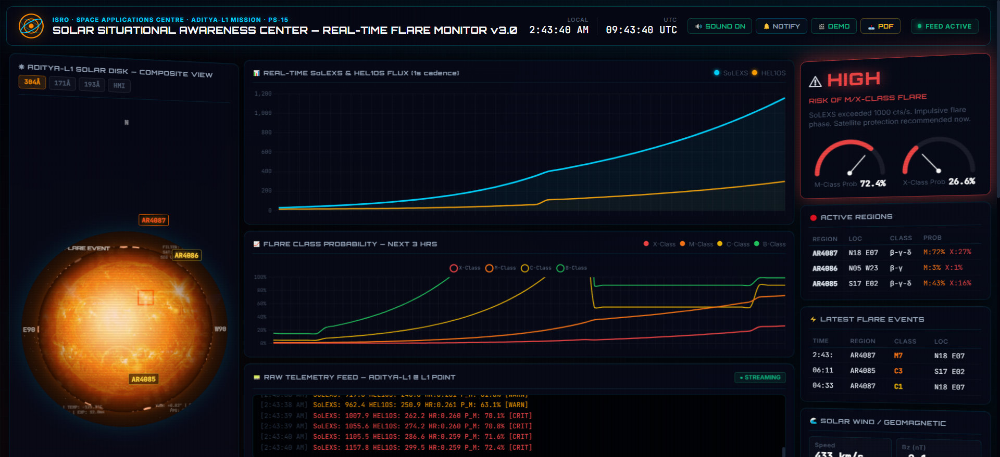 ISRO · SPACE APPLICATIONS CENTRE · ADITYA-L1 MISSION · PS-15
SOLAR SITUATIONAL AWARENESS CENTER — REAL-TIME FLARE MONITOR v3.0
LOCAL
2:43:40 AM
UTC
09:43:40 UTC
SOUND ON
NOTIFY
DEMO
PDF
FEED ACTIVE
ADITYA-L1 SOLAR DISK — COMPOSITE VIEW
304Å 171Å 193Å HMI
N
AR4087
LARE EVENT
FILTER:
SAT:
SIG
AR4086
E90
W90
AR4085
| EXP: 12.0ms
FPS:
REAL-TIME SoLEXS & HEL1OS FLUX (1s cadence)
SoLEXS HEL1OS
1,200
1,000
800
600
400
200
0
FLARE CLASS PROBABILITY — NEXT 3 HRS
X-Class M-Class C-Class B-Class
X-Class M-Class C-Class B-Class
100%
80%
60%
40%
20%
0%
RAW TELEMETRY FEED — ADITYA-L1 @ L1 POINT
• STREAMING
[2:43:38 AM] SoLEXS: 962.4 HEL1OS: 250.9 HR:0.261 P_M: 63.1% [WARN]
[2:43:39 AM] SoLEXS: 1007.9 HEL1OS: 262.2 HR:0.260 P_M: 70.1% [CRIT]
[2:43:39 AM] SoLEXS: 1055.6 HEL1OS: 274.2 HR:0.260 P_M: 70.8% [CRIT]
[2:43:40 AM] SoLEXS: 1105.5 HEL1OS: 286.6 HR:0.259 P_M: 71.6% [CRIT]
[2:43:40 AM] SoLEXS: 1157.8 HEL1OS: 299.5 HR:0.259 P_M: 72.4% [CRIT]
⚠ HIGH
RISK OF M/X-CLASS FLARE
SoLEXS exceeded 1000 cts/s. Impulsive flare
phase. Satellite protection recommended now.
M-Class Prob 72.4%
X-Class Prob 26.6%
ACTIVE REGIONS
REGION LOC CLASS PROB
AR4087 N18 E07 β-γ-δ M:72% X:27%
AR4086 N05 W23 β-γ M:3% X:1%
AR4085 S17 E02 β-γ-δ M:43% X:16%
LATEST FLARE EVENTS
TIME REGION CLASS LOC
2:43: AR4087 M7 N18 E07
06:11 AR4085 C3 S17 E02
04:33 AR4087 C1 N18 E07
SOLAR WIND / GEOMAGNETIC
Speed
433 km/s
Bz (nT)